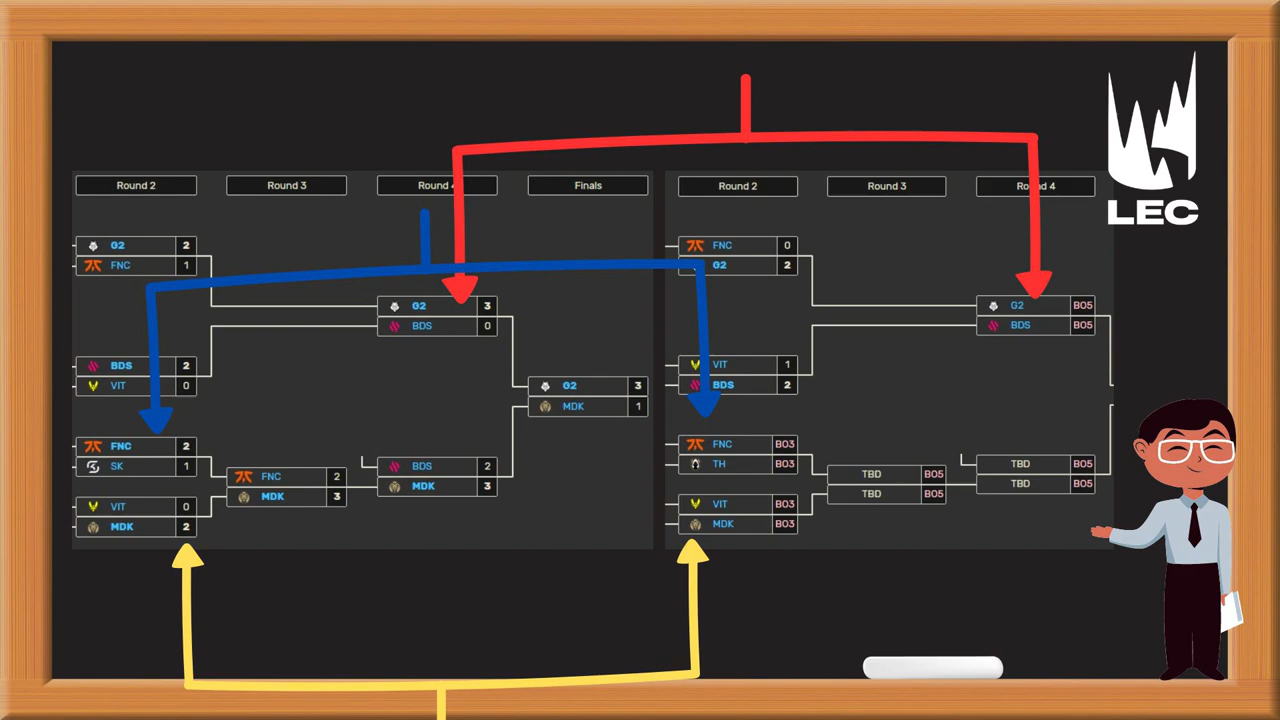 LEC
Round 2
Round 3
Round 4
Finals
G2 2
FNC 1
G2 3
BDS 0
BDS 2
VIT 0
G2 3
MDK 1
FNC 2
SK 1
FNC 2
MDK 3
BDS 2
MDK 3
VIT 0
MDK 2
Round 2
Round 3
Round 4
FNC 0
G2 2
G2 BO5
BDS BO5
VIT 1
BDS 2
FNC BO3
TH BO3
TBD BO5
TBD BO5
TBD BO5
TBD BO5
VIT BO3
MDK BO3